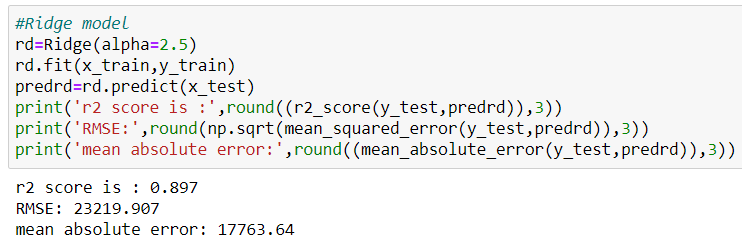 #Ridge model
rd=Ridge(alpha=2.5)
rd.fit(x_train,y_train)
predrd=rd.predict(x_test)
print('r2 score is :',round((r2_score(y_test,predrd)),3))
print('RMSE:',round(np.sqrt(mean_squared_error(y_test,predrd)),3))
print('mean absolute error:',round((mean_absolute_error(y_test,predrd)),3))
r2 score is : 0.897
RMSE: 23219.907
mean absolute error: 17763.64